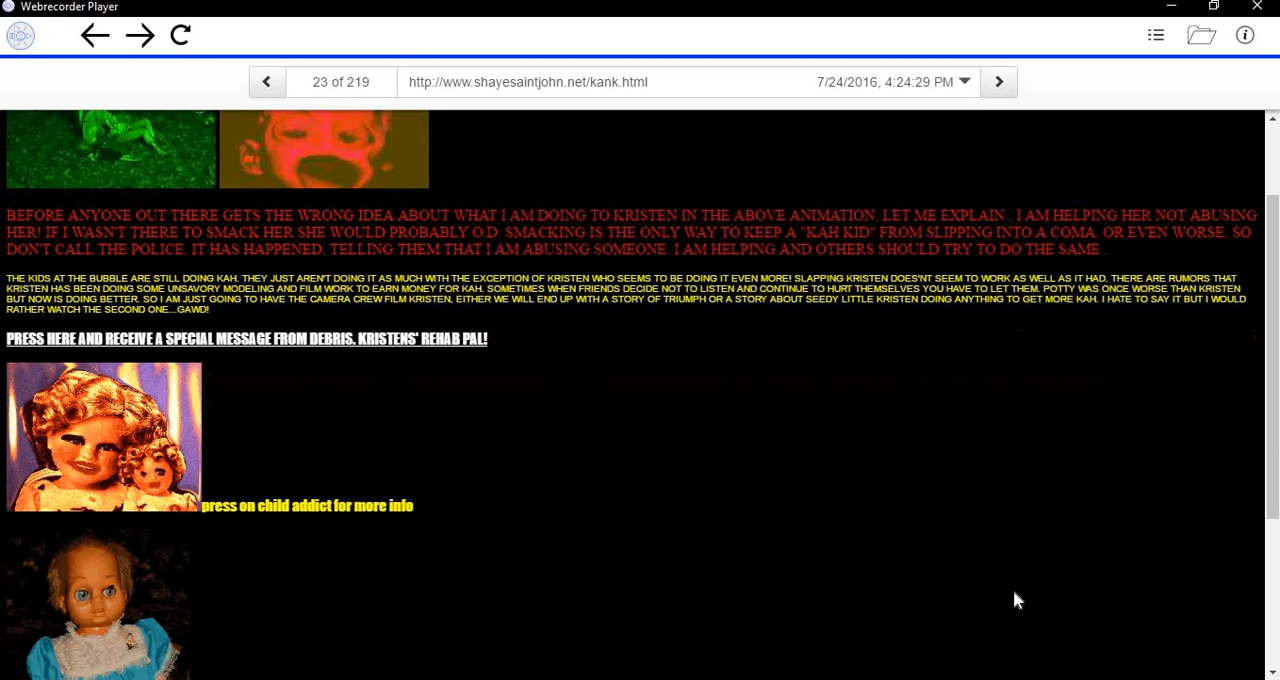 Webrecorder Player
23 of 219
http://www.shayesaintjohn.net/kank.html
7/24/2016, 4:24:29 PM
BEFORE ANYONE OUT THERE GETS THE WRONG IDEA ABOUT WHAT I AM DOING TO KRISTEN IN THE ABOVE ANIMATION, LET ME EXPLAIN . I AM HELPING HER NOT ABUSING
HER! IF I WASN'T THERE TO SMACK HER SHE WOULD PROBABLY O.D. SMACKING IS THE ONLY WAY TO KEEP A "KAH KID" FROM SLIPPING INTO A COMA, OR EVEN WORSE. SO
DON'T CALL THE POLICE, IT HAS HAPPENED, TELLING THEM THAT I AM ABUSING SOMEONE. I AM HELPING AND OTHERS SHOULD TRY TO DO THE SAME..
THE KIDS AT THE BUBBLE ARE STILL DOING KAH. THEY JUST AREN'T DOING IT AS MUCH WITH THE EXCEPTION OF KRISTEN WHO SEEMS TO BE DOING IT EVEN MORE! SLAPPING KRISTEN DOES'NT SEEM TO WORK AS WELL AS IT HAD. THERE ARE RUMORS THAT
KRISTEN HAS BEEN DOING SOME UNSAVORY MODELING AND FILM WORK TO EARN MONEY FOR KAH. SOMETIMES WHEN FRIENDS DECIDE NOT TO LISTEN AND CONTINUE TO HURT THEMSELVES YOU HAVE TO LET THEM. POTTY WAS ONCE WORSE THAN KRISTEN
BUT NOW IS DOING BETTER. SO I AM JUST GOING TO HAVE THE CAMERA CREW FILM KRISTEN, EITHER WE WILL END UP WITH A STORY OF TRIUMPH OR A STORY ABOUT SEEDY LITTLE KRISTEN DOING ANYTHING TO GET MORE KAH. I HATE TO SAY IT BUT I WOULD
RATHER WATCH THE SECOND ONE...GAWD!
PRESS HERE AND RECEIVE A SPECIAL MESSAGE FROM DEBRIS. KRISTENS' REHAB PAL!
press on child addict for more info